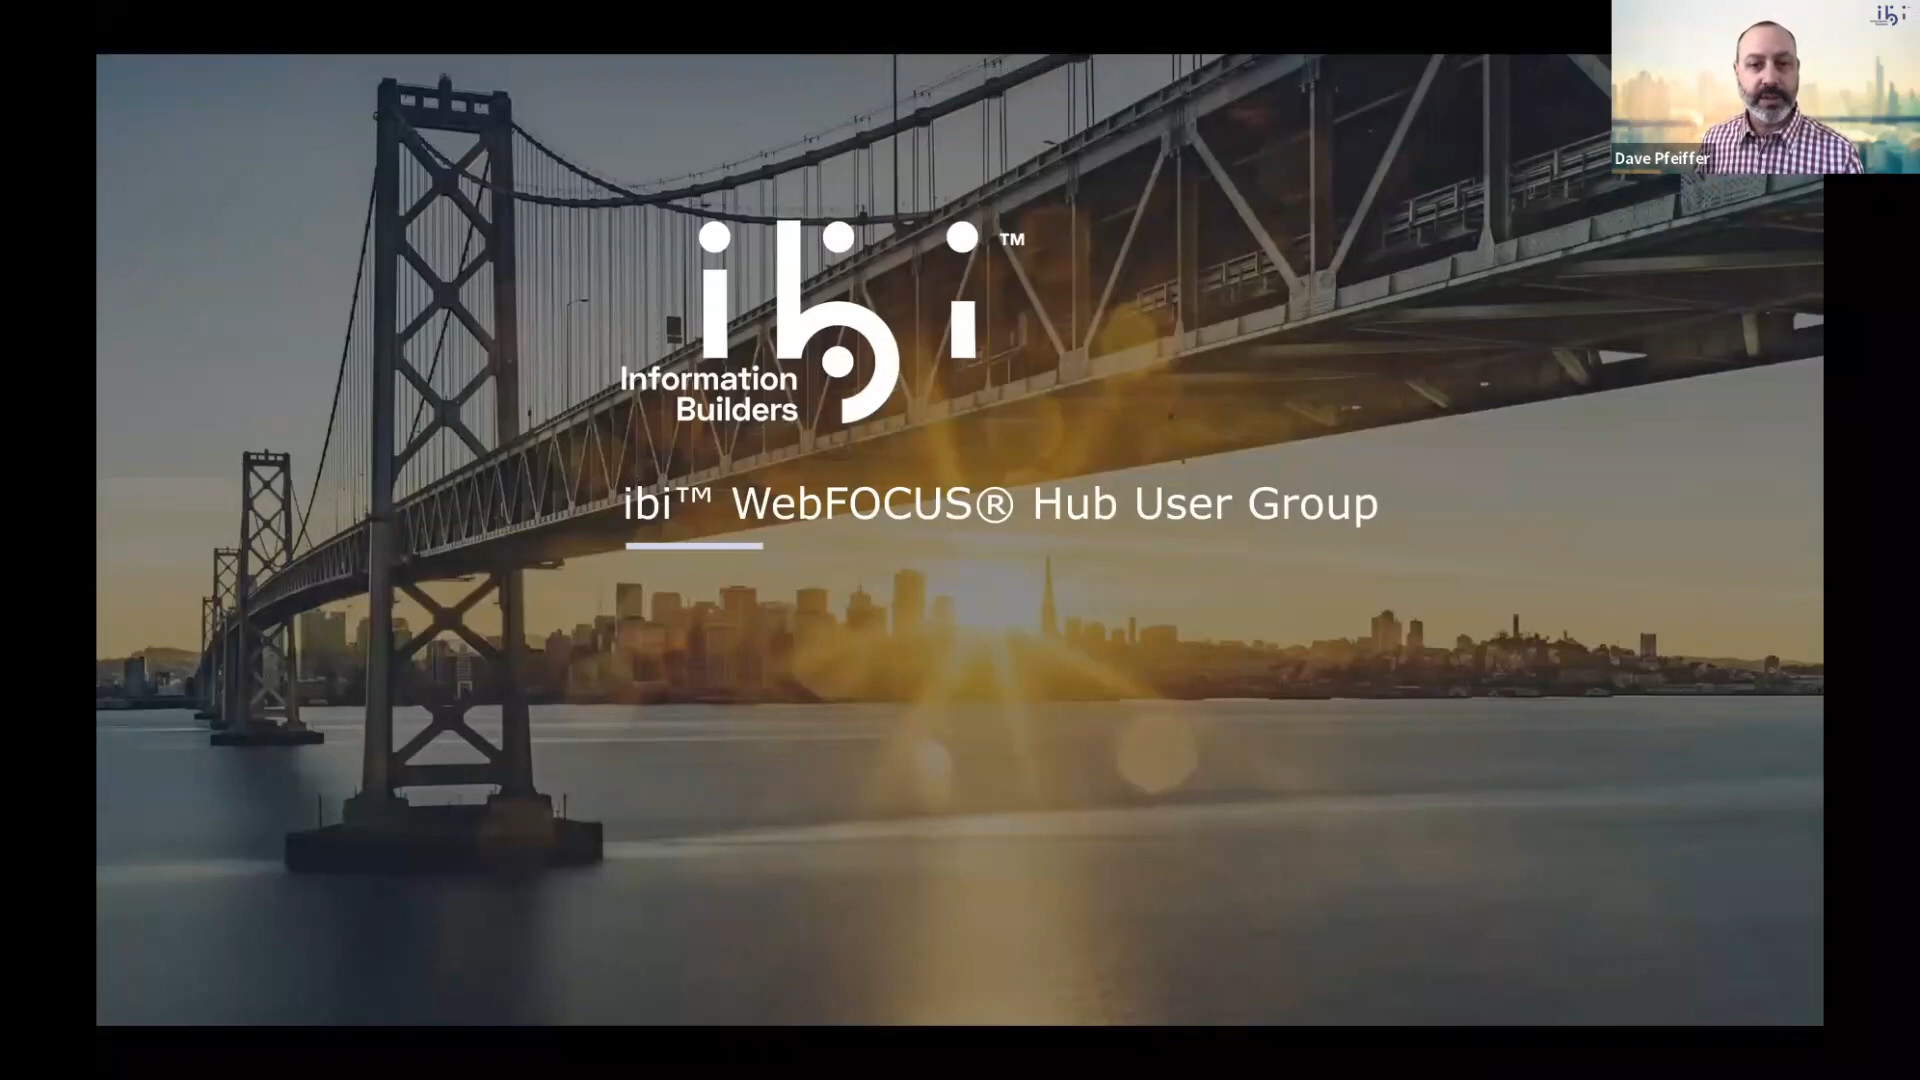 ibi
Dave Pfeiffer
ibi™
Information
Builders
ibi™ WebFOCUS® Hub User Group